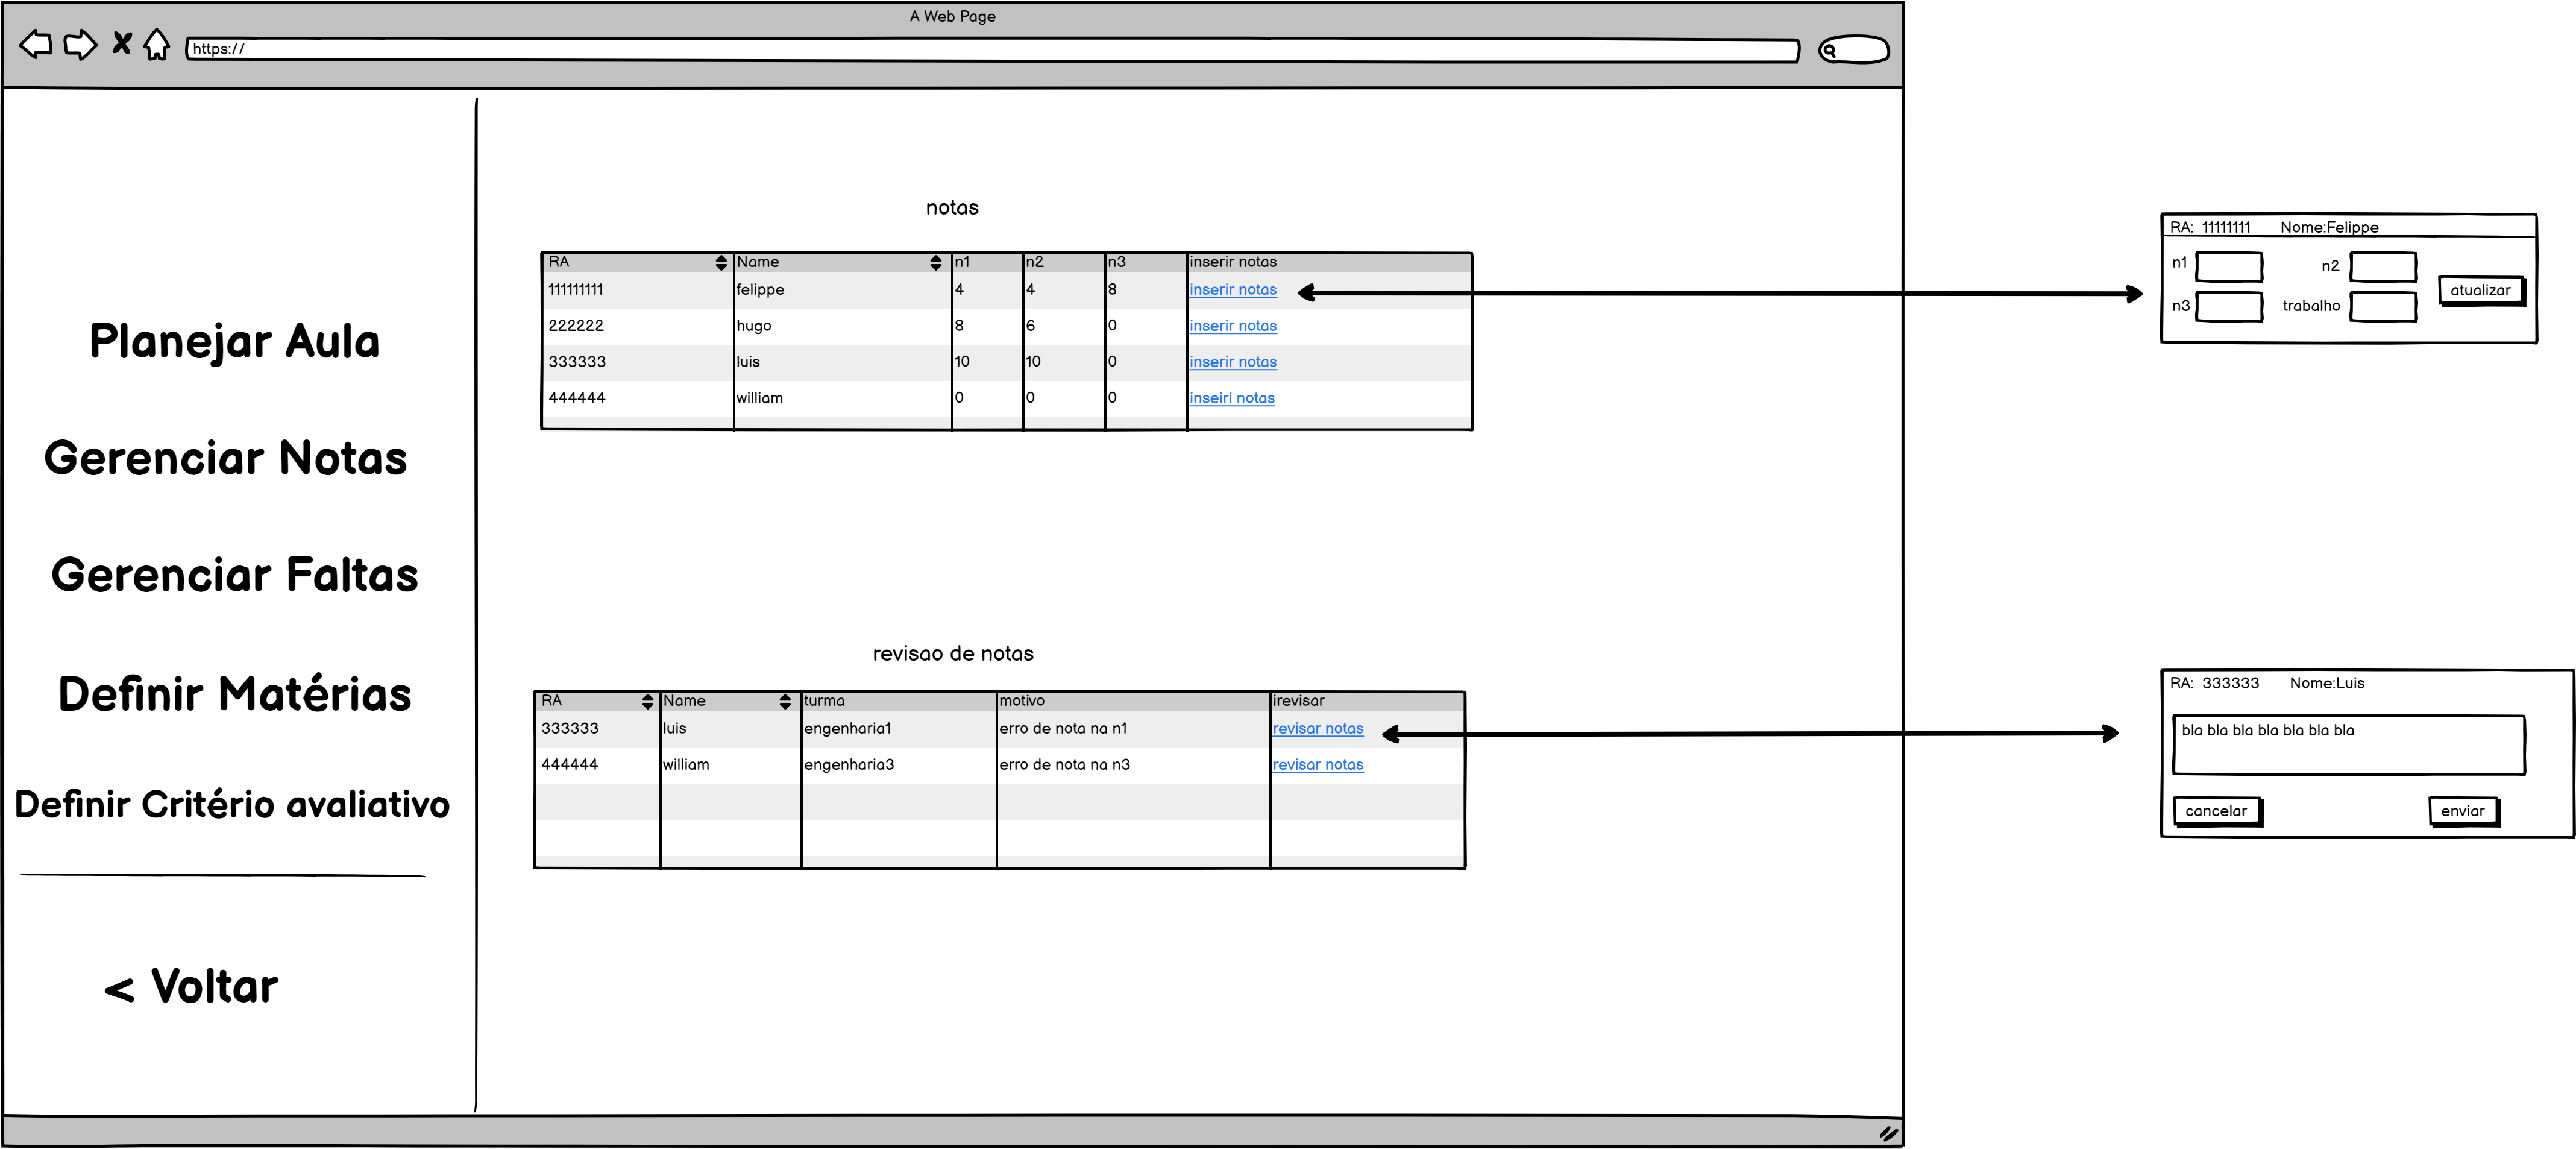 A Web Page
https://
Planejar Aula
Gerenciar Notas
Gerenciar Faltas
Definir Matérias
Definir Critério avaliativo
< Voltar
notas
RA Name n1 n2 n3 inserir notas
111111111 felippe 4 4 8 inserir notas
222222 hugo 8 6 0 inserir notas
333333 luis 10 10 0 inserir notas
444444 william 0 0 0 inseiri notas
revisao de notas
RA Name turma motivo irevisar
333333 luis engenharia1 erro de nota na n1 revisar notas
444444 william engenharia3 erro de nota na n3 revisar notas
RA: 11111111 Nome:Felippe
n1 n2
atualizar
n3 trabalho
RA: 333333 Nome:Luis
bla bla bla bla bla bla bla
cancelar enviar